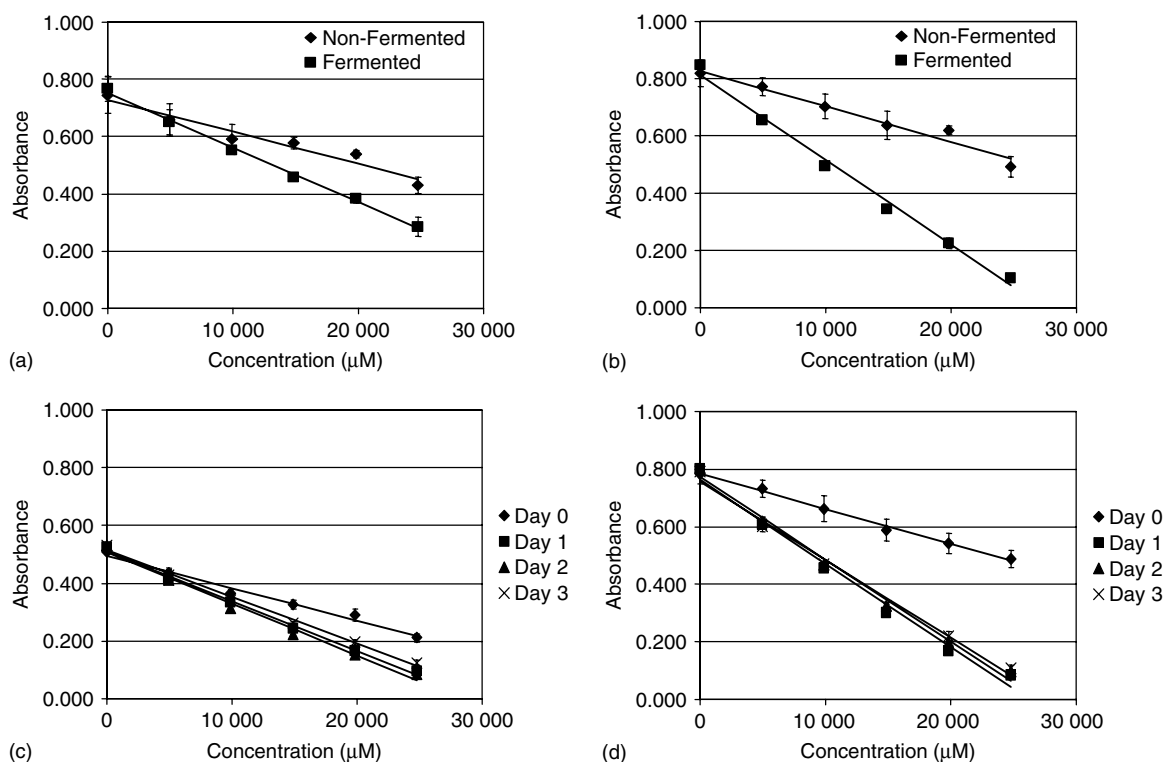 1.000
0.800
0.600
0.400
0.200
0.000
Absorbance
Non-Fermented
Fermented
0
10 000
20 000
30 000
Concentration (μM)
(a)
1.000
0.800
0.600
0.400
0.200
0.000
Absorbance
Non-Fermented
Fermented
0
10 000
20 000
30 000
Concentration (μM)
(b)
1.000
0.800
0.600
0.400
0.200
0.000
Absorbance
Day 0
Day 1
Day 2
Day 3
0
10 000
20 000
30 000
Concentration (μM)
(c)
1.000
0.800
0.600
0.400
0.200
0.000
Absorbance
Day 0
Day 1
Day 2
Day 3
0
10 000
20 000
30 000
Concentration (μM)
(d)